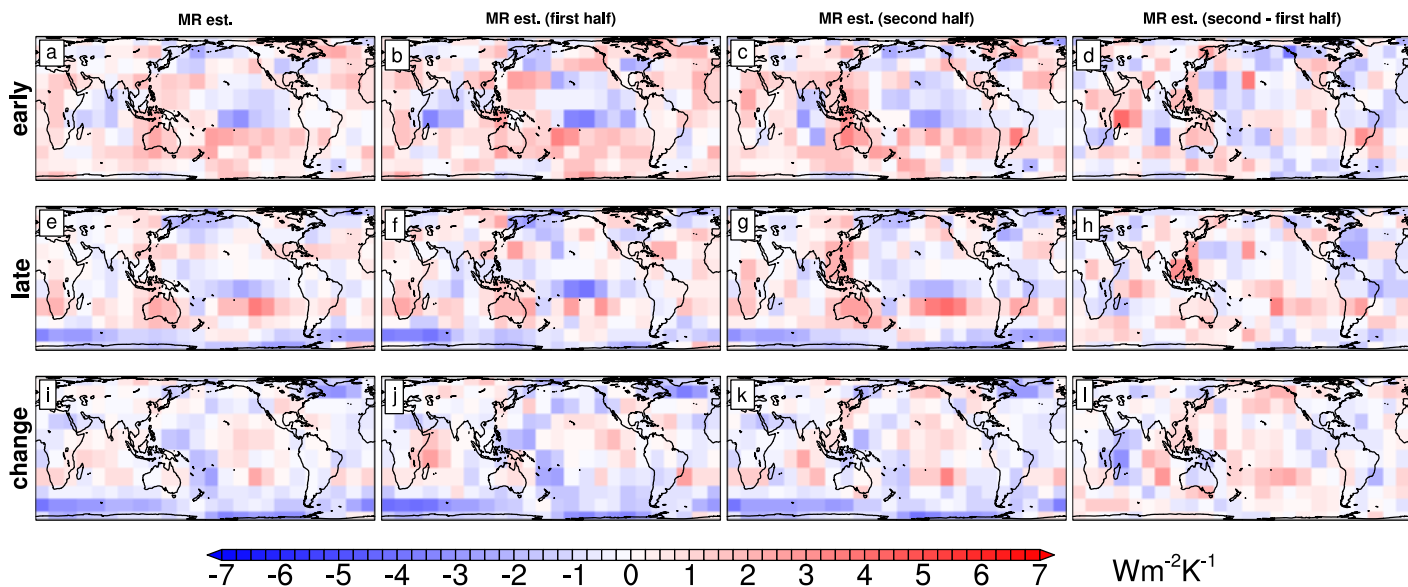 MR est. MR est. (first half) MR est. (second half) MR est. (second - first half)
early a b c d
late e f g h
change i j k l
-7 -6 -5 -4 -3 -2 -1 0 1 2 3 4 5 6 7 Wm⁻²K⁻¹